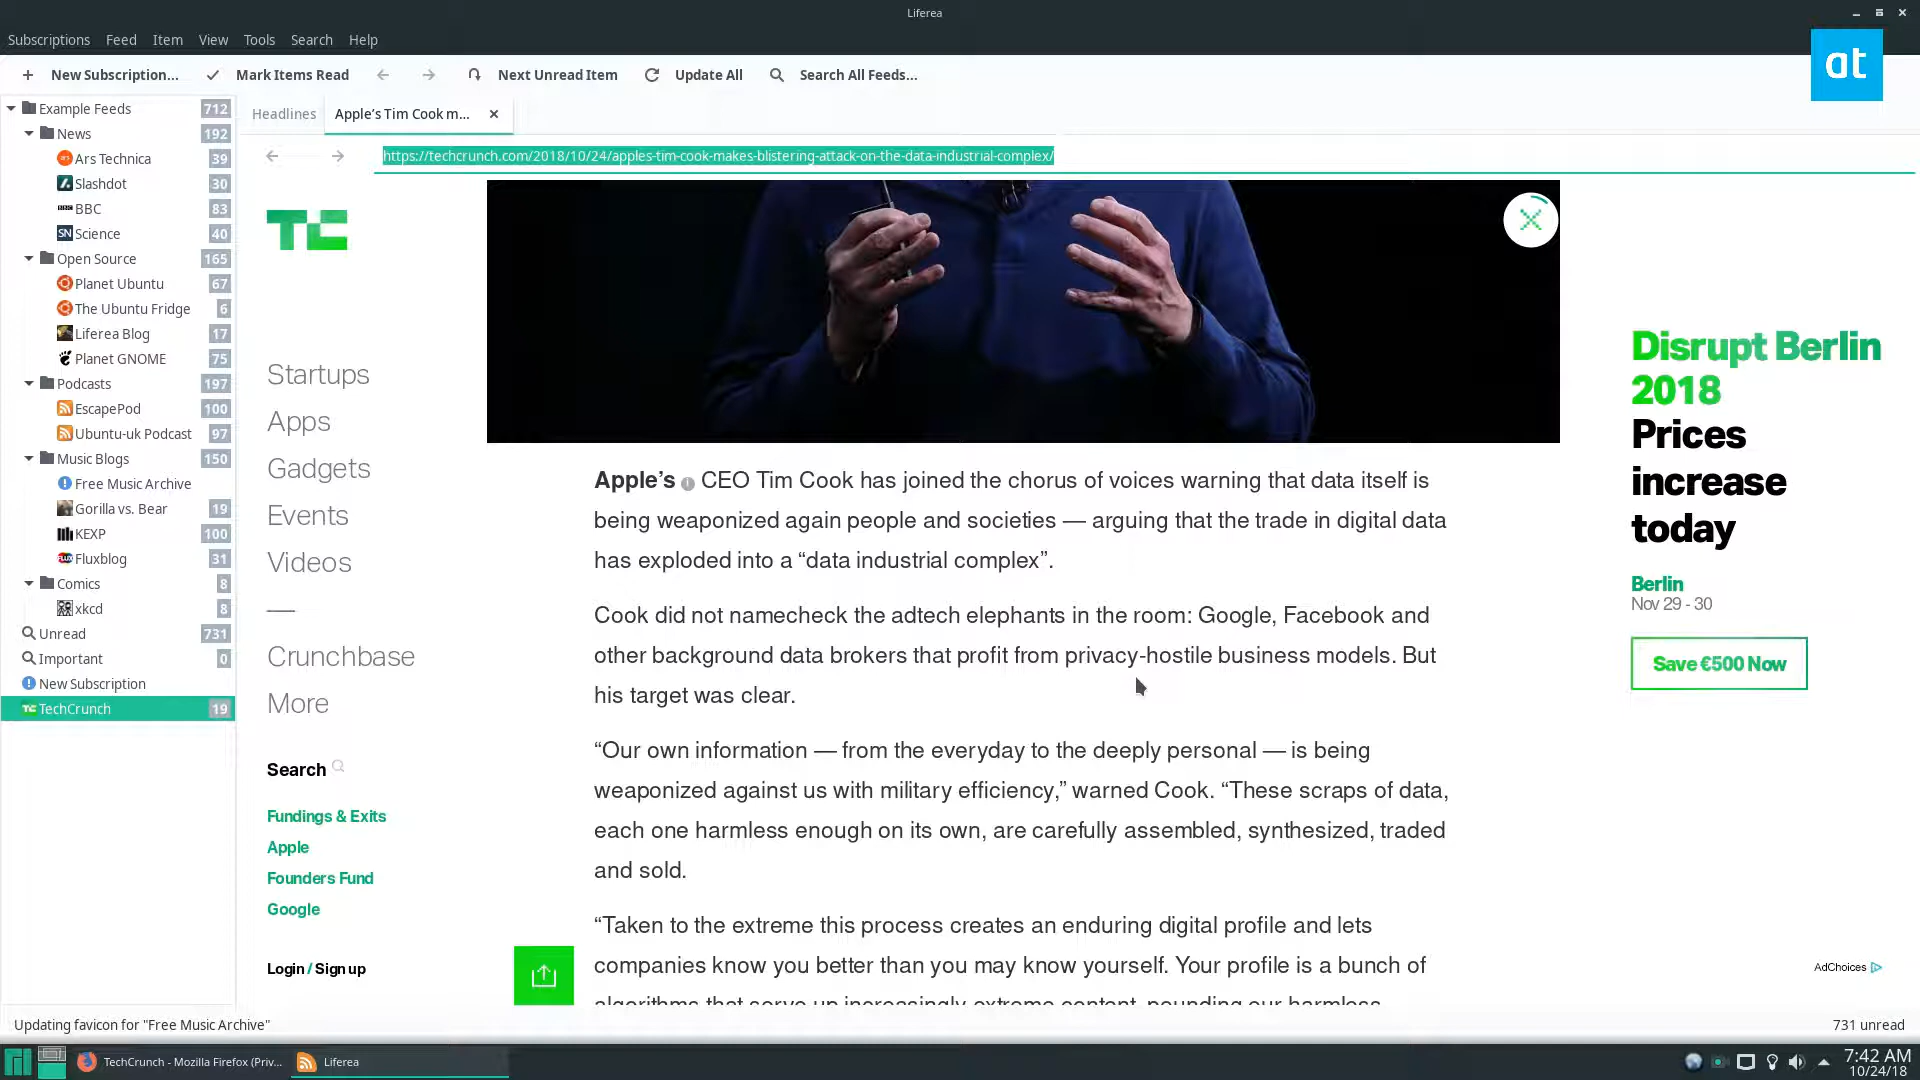 Liferea
Subscriptions Feed Item View Tools Search Help
New Subscription... Mark Items Read Next Unread Item Update All Search All Feeds...
at
Example Feeds 712
News 192
Ars Technica 39
Slashdot 30
BBC 83
Science 40
Open Source 165
Planet Ubuntu 67
The Ubuntu Fridge 6
Liferea Blog 17
Planet GNOME 75
Podcasts 197
EscapePod 100
Ubuntu-uk Podcast 97
Music Blogs 150
Free Music Archive
Gorilla vs. Bear 19
KEXP 100
Fluxblog 31
Comics 8
xkcd 8
Unread 731
Important 0
New Subscription
TechCrunch 19
Headlines Apple’s Tim Cook m...
https://techcrunch.com/2018/10/24/apples-tim-cook-makes-blistering-attack-on-the-data-industrial-complex/
TC
Startups
Apps
Gadgets
Events
Videos
—
Crunchbase
More
Search
Fundings & Exits
Apple
Founders Fund
Google
Login / Sign up
Apple’s CEO Tim Cook has joined the chorus of voices warning that data itself is
being weaponized again people and societies — arguing that the trade in digital data
has exploded into a “data industrial complex”.
Cook did not namecheck the adtech elephants in the room: Google, Facebook and
other background data brokers that profit from privacy-hostile business models. But
his target was clear.
“Our own information — from the everyday to the deeply personal — is being
weaponized against us with military efficiency,” warned Cook. “These scraps of data,
each one harmless enough on its own, are carefully assembled, synthesized, traded
and sold.
“Taken to the extreme this process creates an enduring digital profile and lets
companies know you better than you may know yourself. Your profile is a bunch of
algorithms that serve up increasingly extreme content, pounding our harmless
Disrupt Berlin
2018
Prices
increase
today
Berlin
Nov 29 - 30
Save €500 Now
AdChoices
Updating favicon for "Free Music Archive" 731 unread
TechCrunch - Mozilla Firefox (Priv... Liferea 7:42 AM
10/24/18